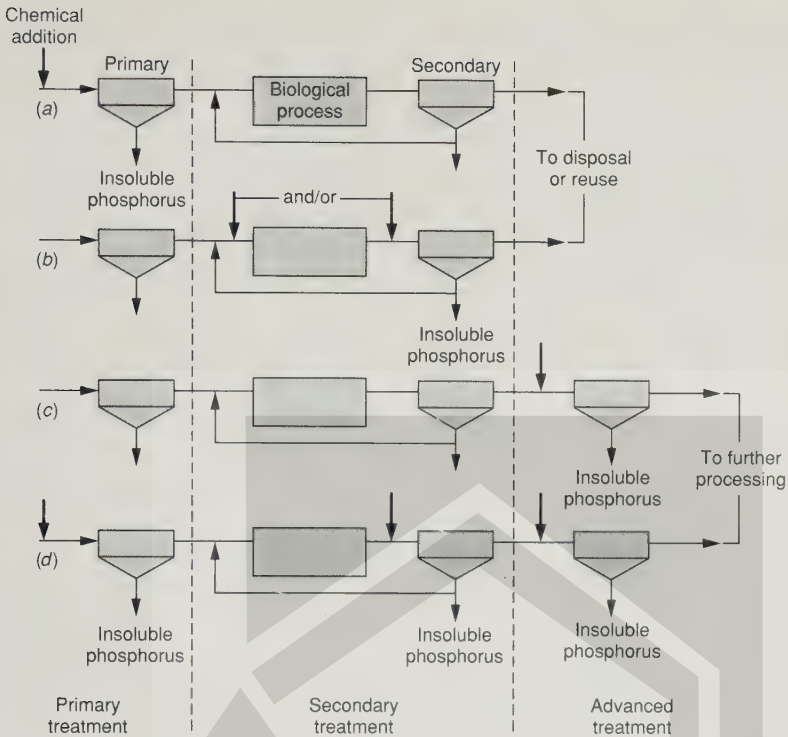 Chemical
addition
Primary
Secondary
(a)
Biological
process
To disposal
or reuse
Insoluble
phosphorus
and/or
(b)
Insoluble
phosphorus
(c)
Insoluble
phosphorus
To further
processing
(d)
Insoluble
phosphorus
Insoluble
phosphorus
Insoluble
phosphorus
Primary
treatment
Secondary
treatment
Advanced
treatment